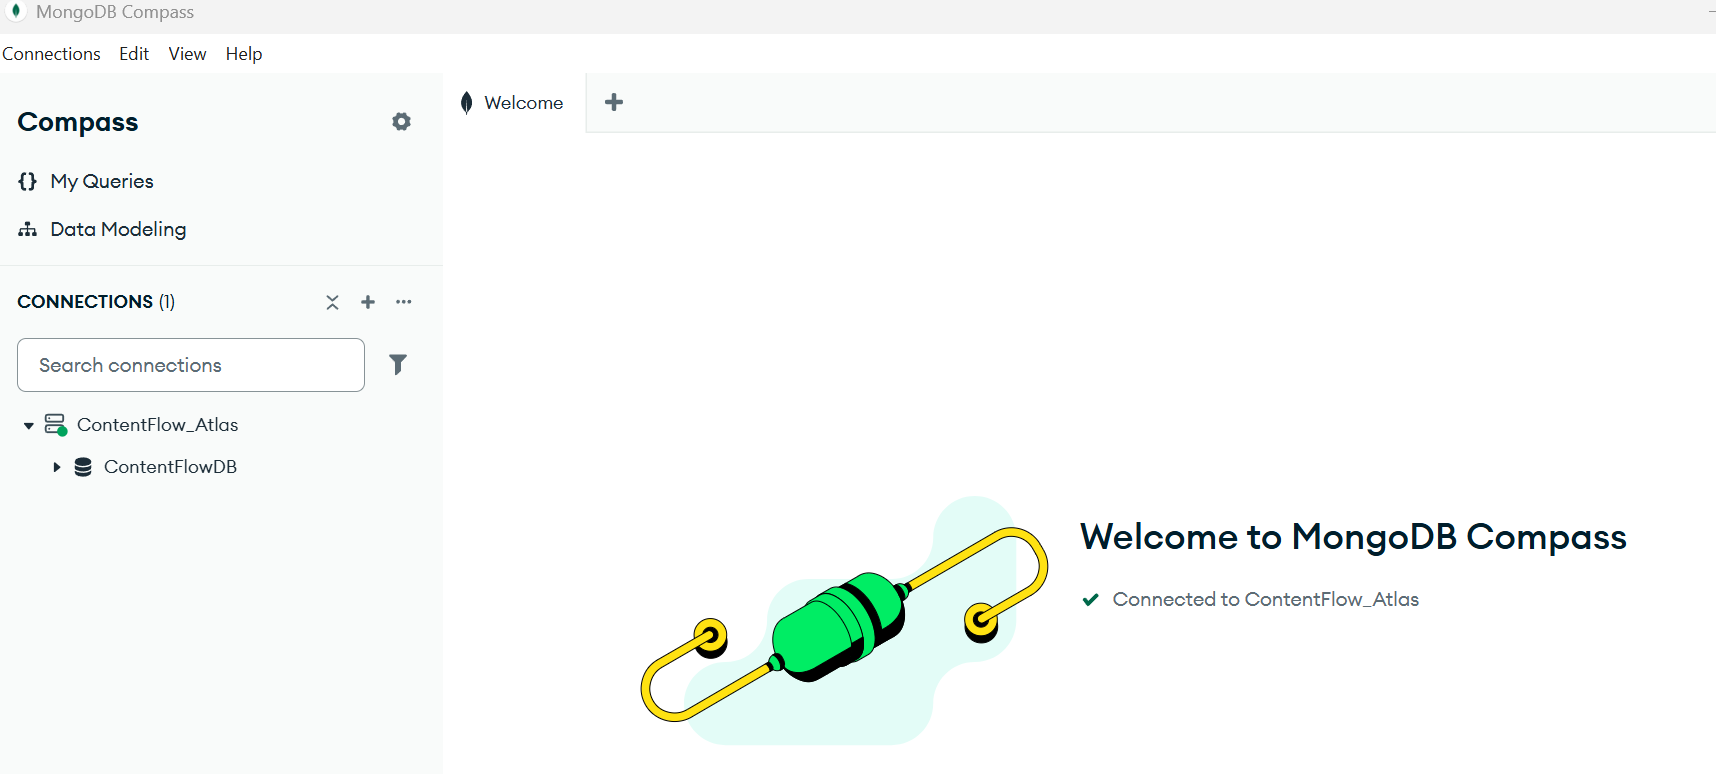 MongoDB Compass
Connections Edit View Help
Compass
Welcome
{} My Queries
Data Modeling
CONNECTIONS (1)
Search connections
ContentFlow_Atlas
ContentFlowDB
Welcome to MongoDB Compass
Connected to ContentFlow_Atlas